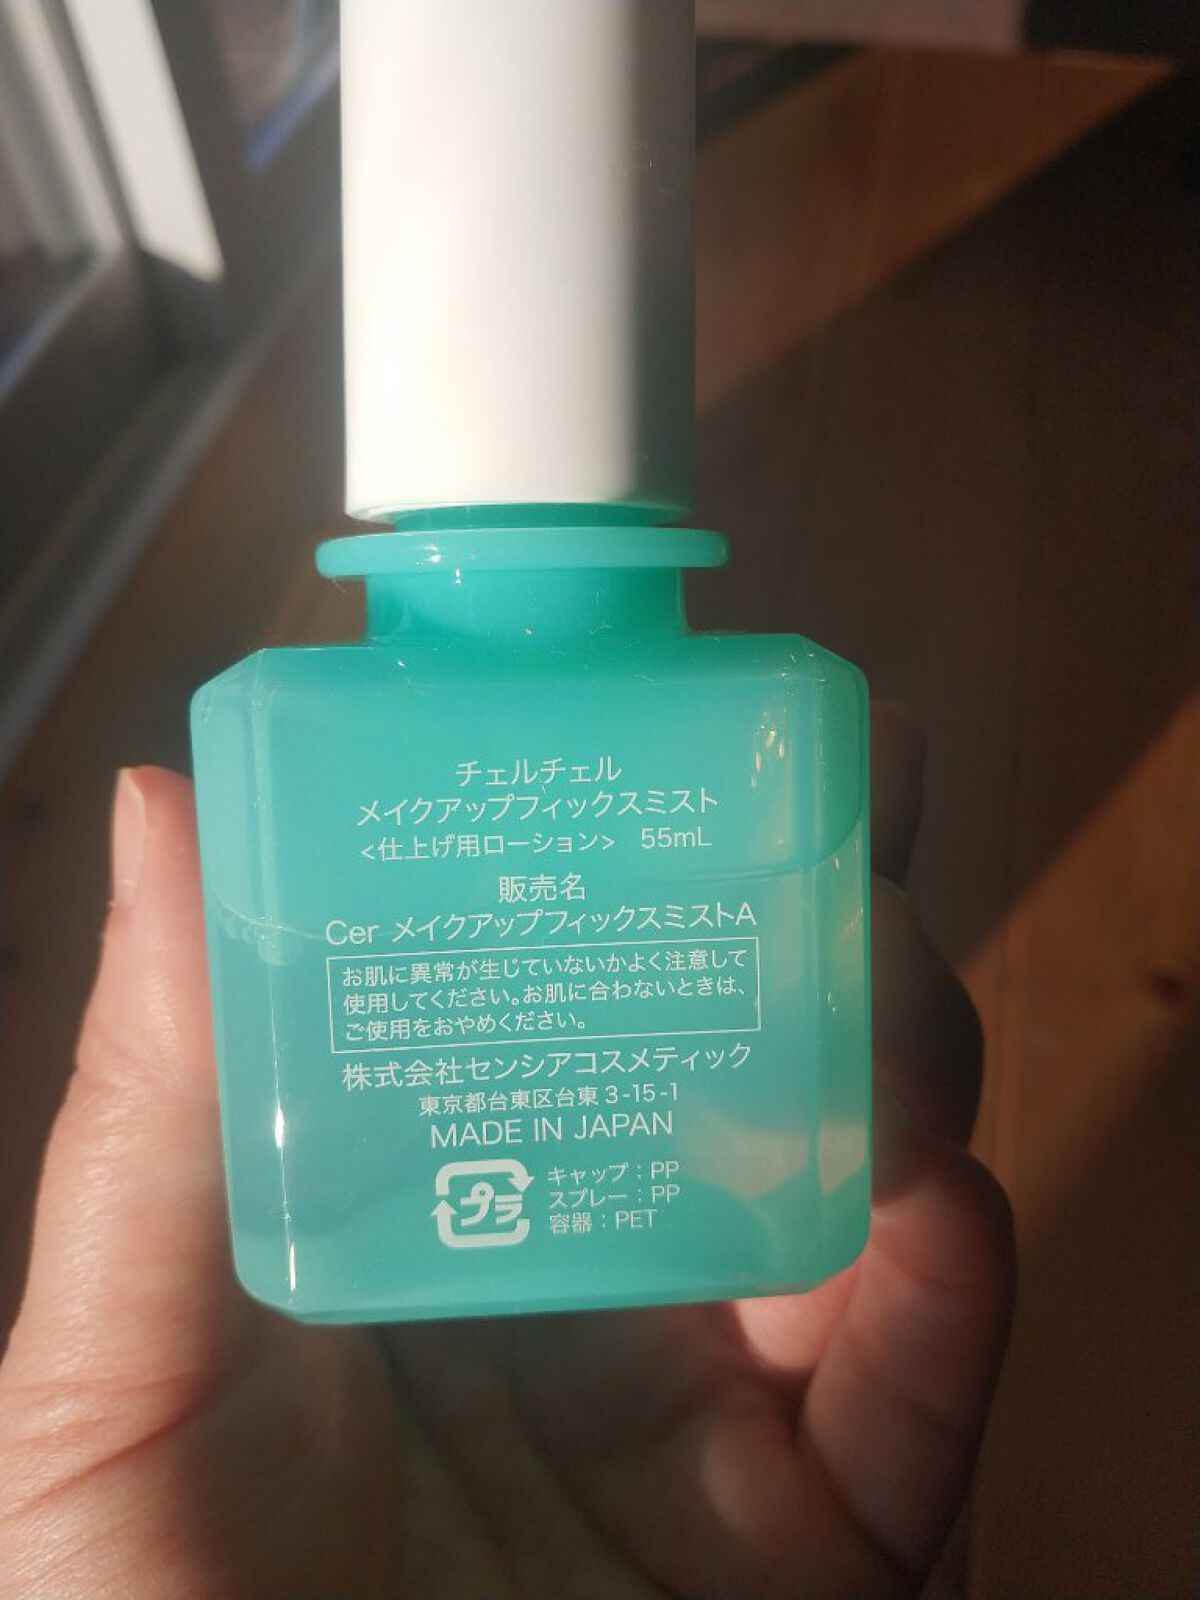 チェルチェル
メイクアップフィックスミスト
<仕上げ用ローション> 55mL
販売名
Cer メイクアップフィックスミストA
お肌に異常が生じていないかよく注意して
使用してください。お肌に合わないときは、
ご使用をおやめください。
株式会社センシアコスメティック
東京都台東区台東3-15-1
MADE IN JAPAN
プラ
キャップ:PP
スプレー:PP
容器:PET